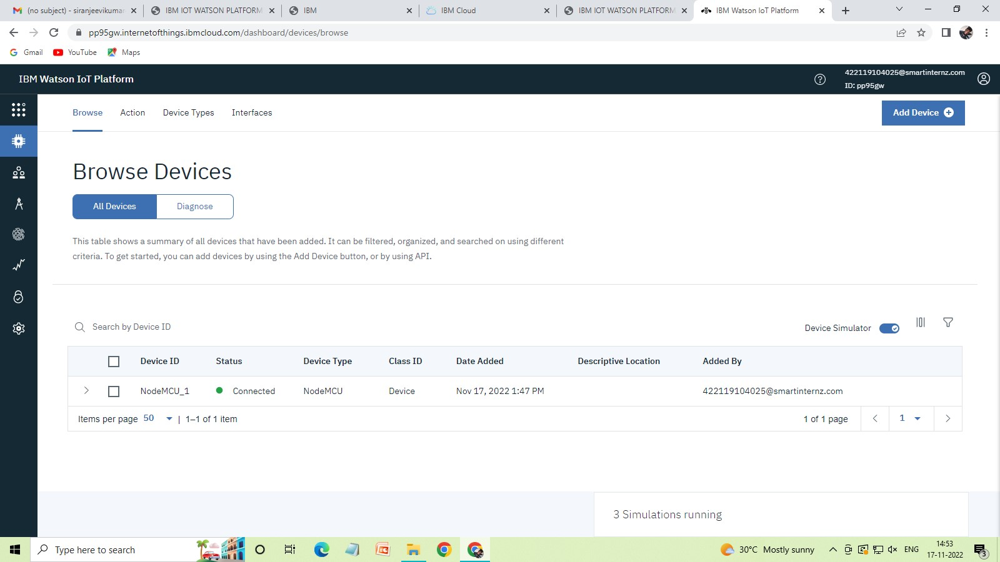 (no subject) - siranjeevikumar
IBM IOT WATSON PLATFORM
IBM
IBM Cloud
IBM IOT WATSON PLATFORM
IBM Watson IoT Platform
pp95gw.internetofthings.ibmcloud.com/dashboard/devices/browse
Gmail
YouTube
Maps
IBM Watson IoT Platform
422119104025@smartinternz.com
ID: pp95gw
Browse
Action
Device Types
Interfaces
Add Device
Browse Devices
All Devices
Diagnose
This table shows a summary of all devices that have been added. It can be filtered, organized, and searched on using different
criteria. To get started, you can add devices by using the Add Device button, or by using API.
Search by Device ID
Device Simulator
Device ID Status Device Type Class ID Date Added Descriptive Location Added By
NodeMCU_1 Connected NodeMCU Device Nov 17, 2022 1:47 PM 422119104025@smartinternz.com
Items per page 50 | 1–1 of 1 item
1 of 1 page 1
3 Simulations running
Type here to search
30°C Mostly sunny
ENG
14:53
17-11-2022
3